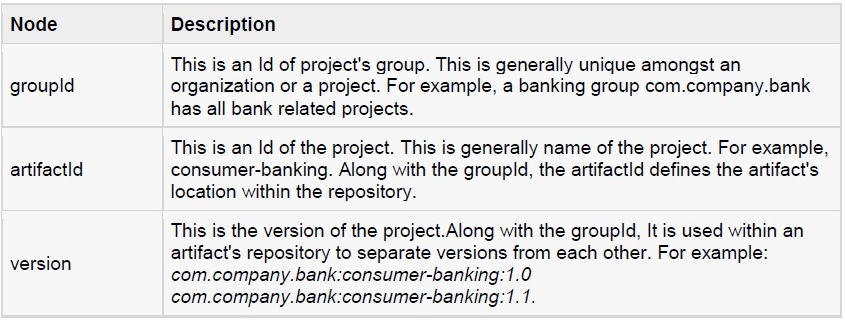 Node Description
This is an Id of project's group. This is generally unique amongst an
groupId organization or a project. For example, a banking group com.company.bank
has all bank related projects.
This is an Id of the project. This is generally name of the project. For example,
artifactId consumer-banking. Along with the groupId, the artifactId defines the artifact's
location within the repository.
This is the version of the project.Along with the groupId, It is used within an
artifact's repository to separate versions from each other. For example:
version
com.company.bank:consumer-banking:1.0
com.company.bank:consumer-banking:1.1.